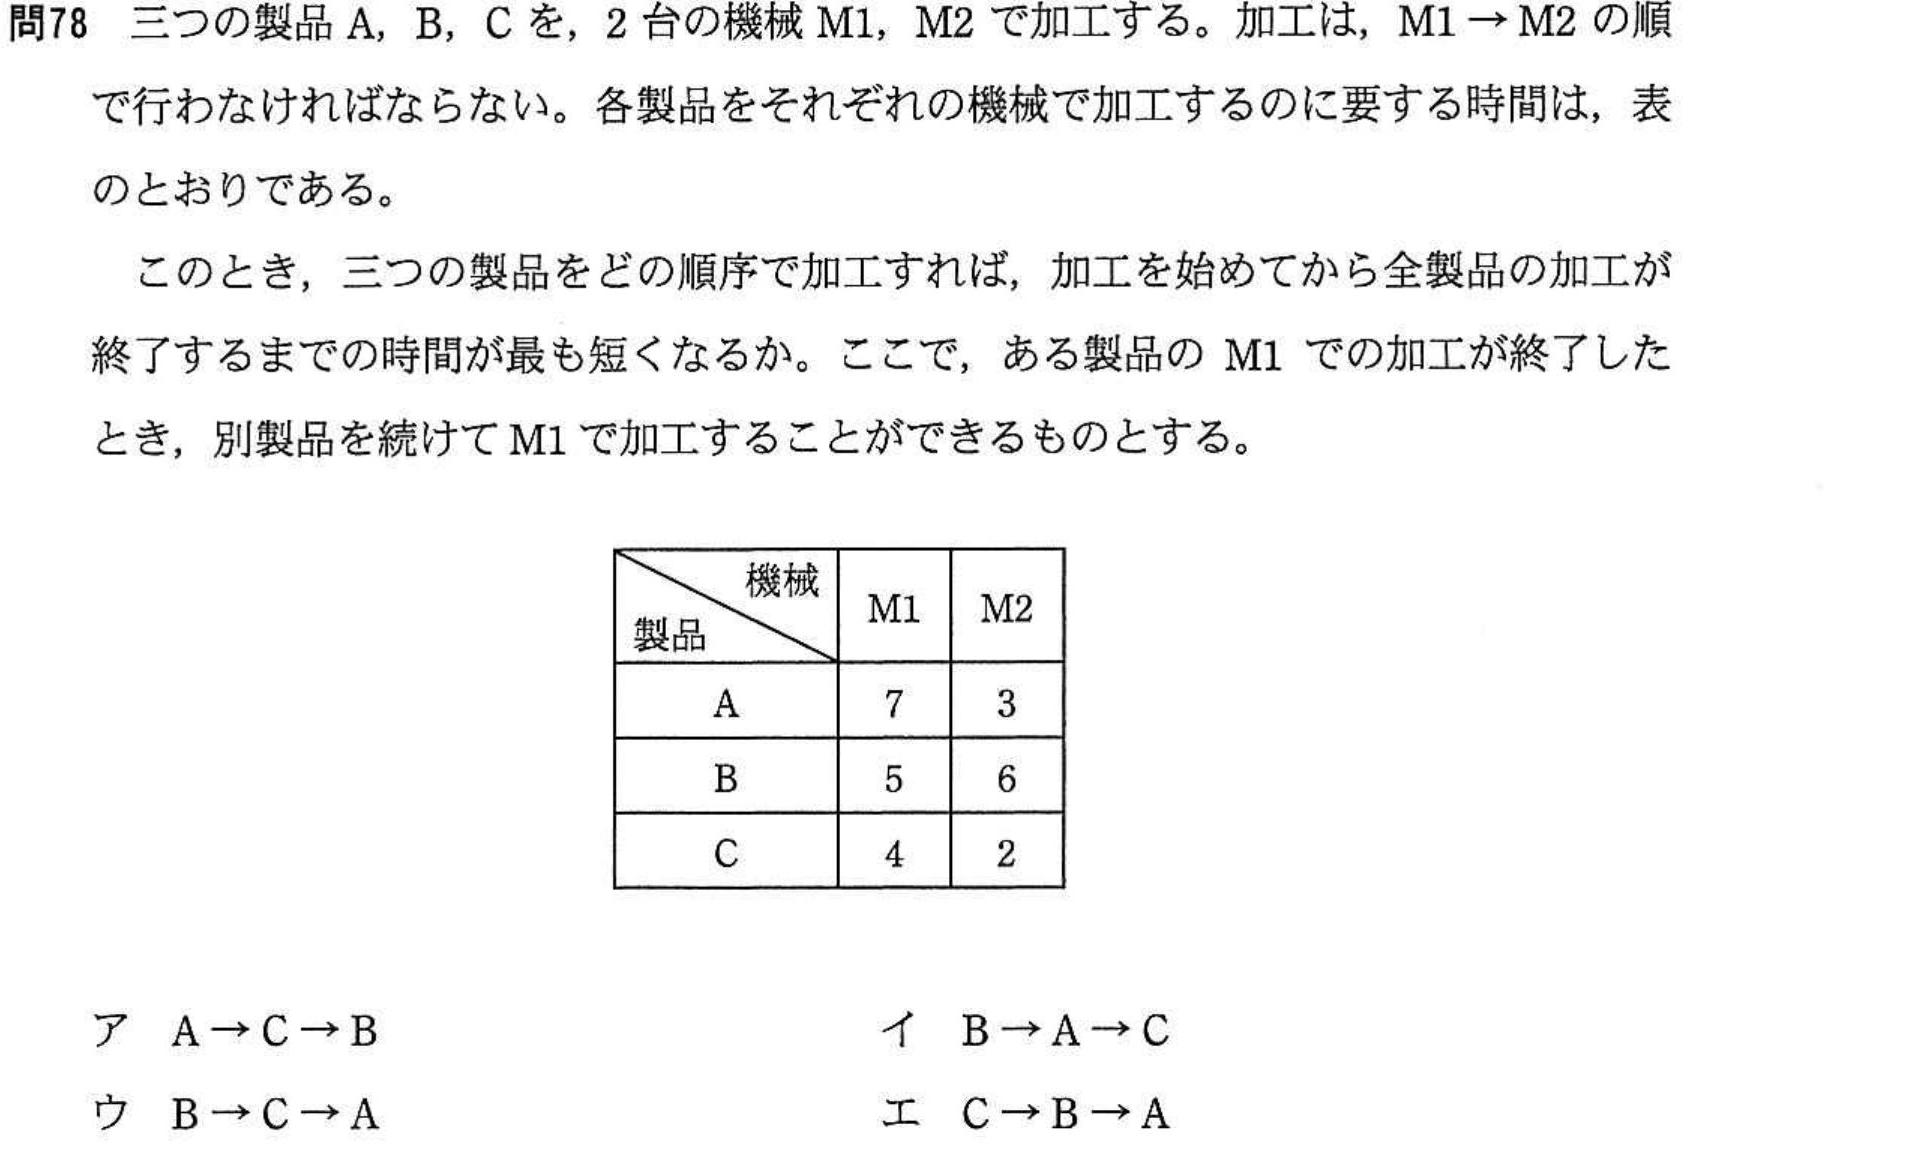 問78 三つの製品 A，B，C を，2 台の機械 M1，M2 で加工する。加工は，M1→M2 の順
で行わなければならない。各製品をそれぞれの機械で加工するのに要する時間は，表
のとおりである。
このとき，三つの製品をどの順序で加工すれば，加工を始めてから全製品の加工が
終了するまでの時間が最も短くなるか。ここで，ある製品の M1 での加工が終了した
とき，別製品を続けて M1 で加工することができるものとする。
機械
製品 M1 M2
A 7 3
B 5 6
C 4 2
ア A→C→B イ B→A→C
ウ B→C→A エ C→B→A